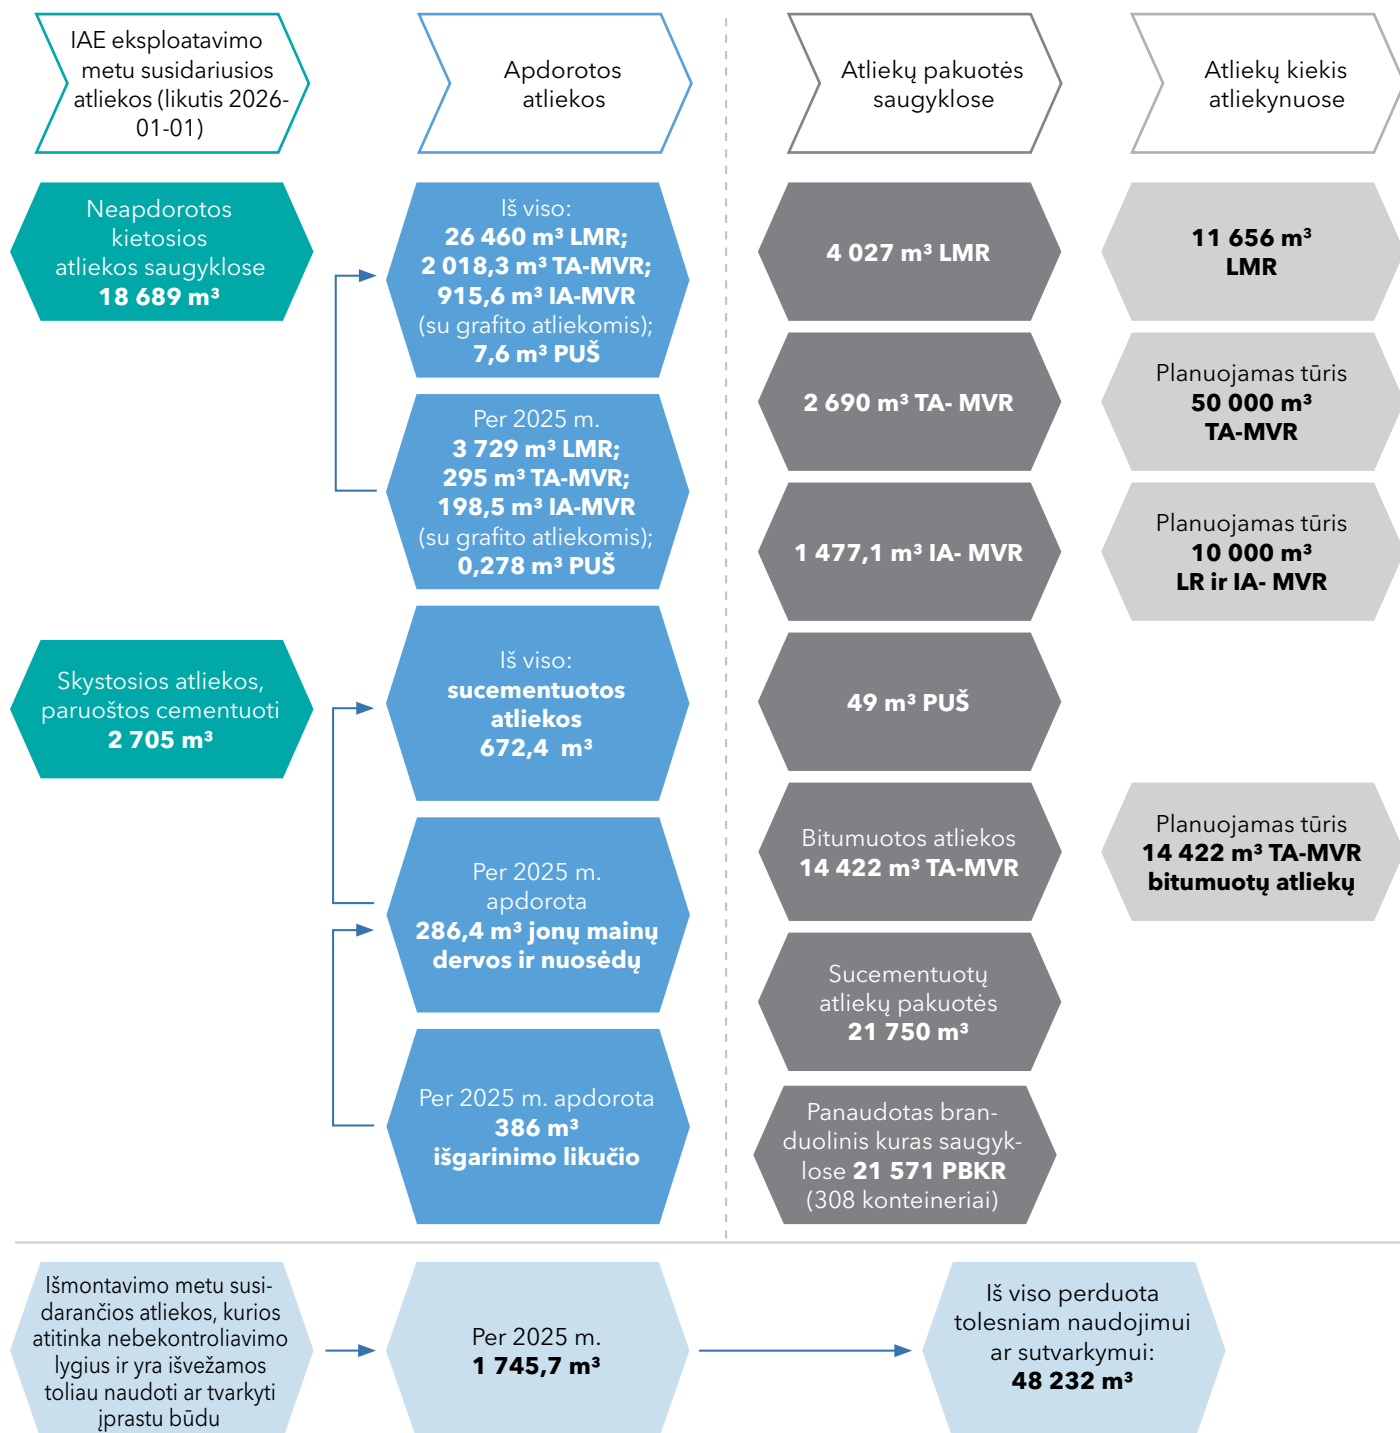 IAE eksploatavimo
metu susidariusios
atliekos (likutis 2026-
01-01)
Apdorotos
atliekos
Atliekų pakuotės
saugyklose
Atliekų kiekis
atliekynuose
Neapdorotos
kietosios
atliekos saugyklose
18 689 m³
Iš viso:
26 460 m³ LMR;
2 018,3 m³ TA-MVR;
915,6 m³ IA-MVR
(su grafito atliekomis);
7,6 m³ PUŠ
4 027 m³ LMR
11 656 m³
LMR
Per 2025 m.
3 729 m³ LMR;
295 m³ TA-MVR;
198,5 m³ IA-MVR
(su grafito atliekomis);
0,278 m³ PUŠ
2 690 m³ TA- MVR
Planuojamas tūris
50 000 m³
TA-MVR
1 477,1 m³ IA- MVR
Planuojamas tūris
10 000 m³
LR ir IA- MVR
Skystosios atliekos,
paruoštos cementuoti
2 705 m³
Iš viso:
sucementuotos
atliekos
672,4 m³
49 m³ PUŠ
Per 2025 m.
apdorota
286,4 m³ jonų mainų
dervos ir nuosėdų
Bitumuotos atliekos
14 422 m³ TA-MVR
Planuojamas tūris
14 422 m³ TA-MVR
bitumuotų atliekų
Sucementuotų
atliekų pakuotės
21 750 m³
Per 2025 m. apdorota
386 m³
išgarinimo likučio
Panaudotas bran-
duolinis kuras saugyk-
lose 21 571 PBKR
(308 konteineriai)
Išmontavimo metu susi-
darančios atliekos, kurios
atitinka nebekontroliavimo
lygius ir yra išvežamos
toliau naudoti ar tvarkyti
įprastu būdu
Per 2025 m.
1 745,7 m³
Iš viso perduota
tolesniam naudojimui
ar sutvarkymui:
48 232 m³